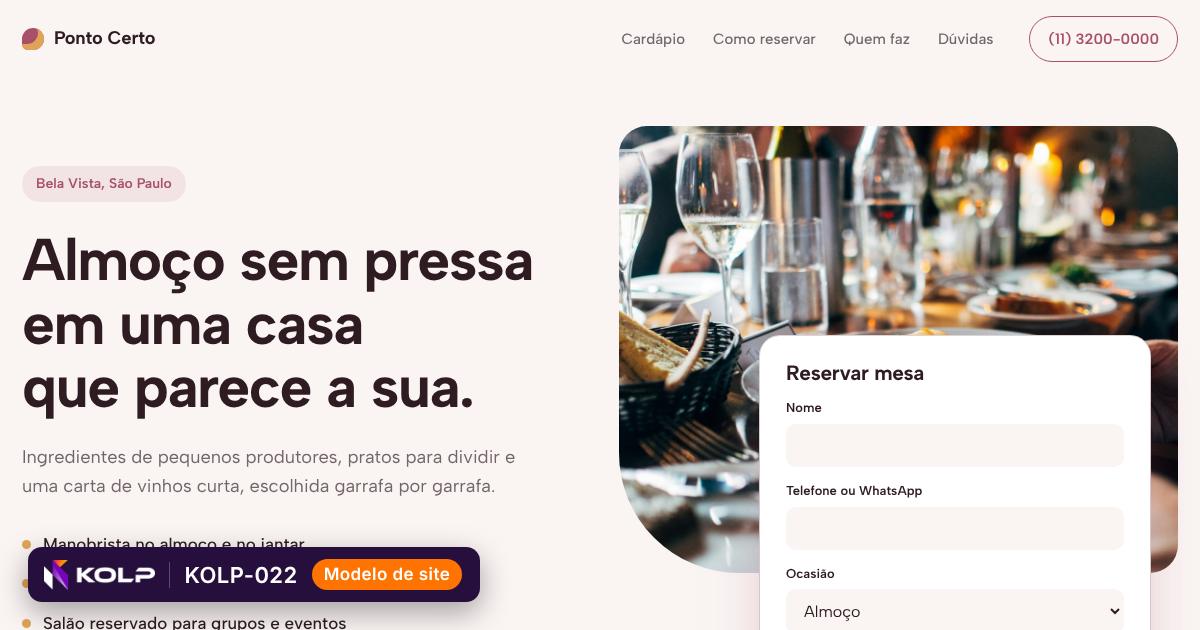 Ponto Certo
Cardápio
Como reservar
Quem faz
Dúvidas
(11) 3200-0000
Bela Vista, São Paulo
Almoço sem pressa
em uma casa
que parece a sua.
Ingredientes de pequenos produtores, pratos para dividir e
uma carta de vinhos curta, escolhida garrafa por garrafa.
Manobrista no almoço e no jantar
Salão reservado para grupos e eventos
KOLP
KOLP-022
Modelo de site
Reservar mesa
Nome
Telefone ou WhatsApp
Ocasião
Almoço